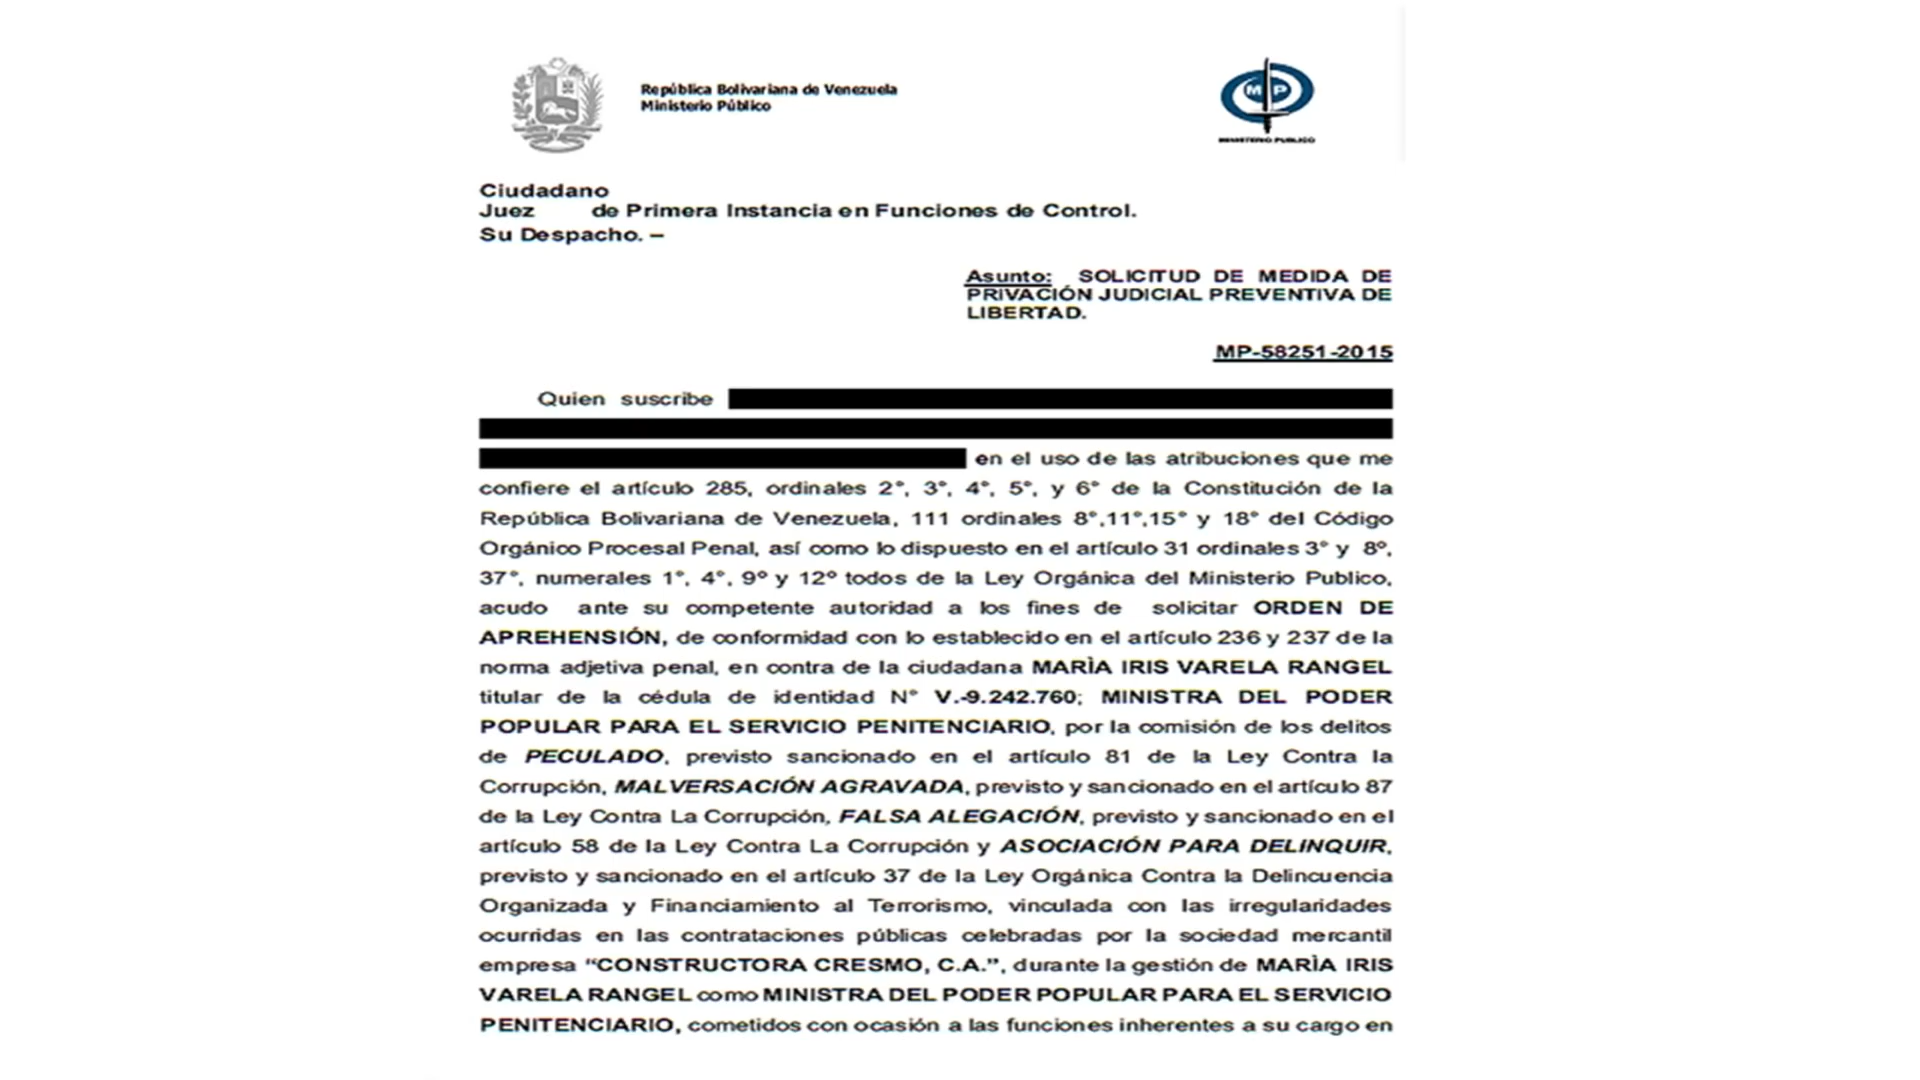 República Bolivariana de Venezuela
Ministerio Público
MP
MINISTERIO PUBLICO
Ciudadano
Juez de Primera Instancia en Funciones de Control.
Su Despacho. –
Asunto: SOLICITUD DE MEDIDA DE
PRIVACIÓN JUDICIAL PREVENTIVA DE
LIBERTAD.
MP-58251-2015
Quien suscribe
en el uso de las atribuciones que me
confiere el artículo 285, ordinales 2°, 3°, 4°, 5°, y 6° de la Constitución de la
República Bolivariana de Venezuela, 111 ordinales 8°,11°,15° y 18° del Código
Orgánico Procesal Penal, así como lo dispuesto en el artículo 31 ordinales 3° y 8º,
37°, numerales 1°, 4°, 9º y 12º todos de la Ley Orgánica del Ministerio Publico,
acudo ante su competente autoridad a los fines de solicitar ORDEN DE
APREHENSIÓN, de conformidad con lo establecido en el artículo 236 y 237 de la
norma adjetiva penal, en contra de la ciudadana MARÌA IRIS VARELA RANGEL
titular de la cédula de identidad N° V.-9.242.760; MINISTRA DEL PODER
POPULAR PARA EL SERVICIO PENITENCIARIO, por la comisión de los delitos
de PECULADO, previsto sancionado en el artículo 81 de la Ley Contra la
Corrupción, MALVERSACIÓN AGRAVADA, previsto y sancionado en el artículo 87
de la Ley Contra La Corrupción, FALSA ALEGACIÓN, previsto y sancionado en el
artículo 58 de la Ley Contra La Corrupción y ASOCIACIÓN PARA DELINQUIR,
previsto y sancionado en el artículo 37 de la Ley Orgánica Contra la Delincuencia
Organizada y Financiamiento al Terrorismo, vinculada con las irregularidades
ocurridas en las contrataciones públicas celebradas por la sociedad mercantil
empresa “CONSTRUCTORA CRESMO, C.A.”, durante la gestión de MARÌA IRIS
VARELA RANGEL como MINISTRA DEL PODER POPULAR PARA EL SERVICIO
PENITENCIARIO, cometidos con ocasión a las funciones inherentes a su cargo en